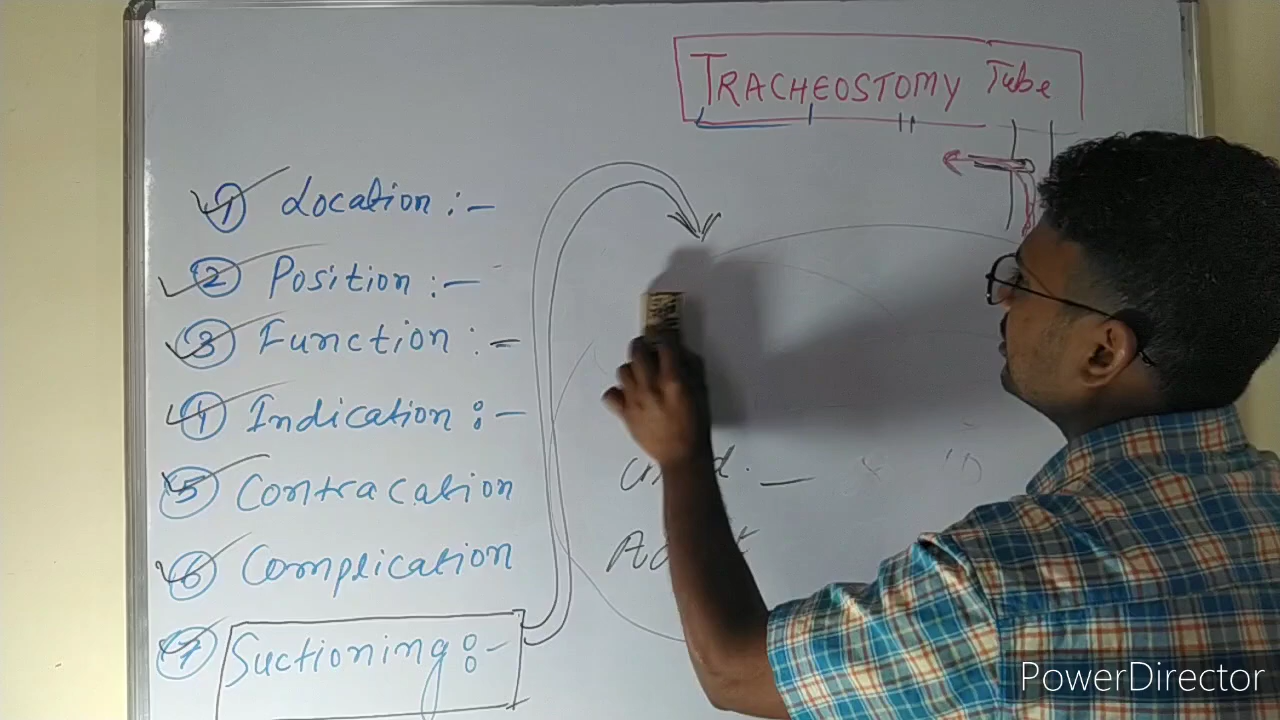 TRACHEOSTOMY Tube
1 Location :-
2 Position :-
3 Function :-
4 Indication :-
5 Contracation
6 Complication
7 Suctioning :-
PowerDirector